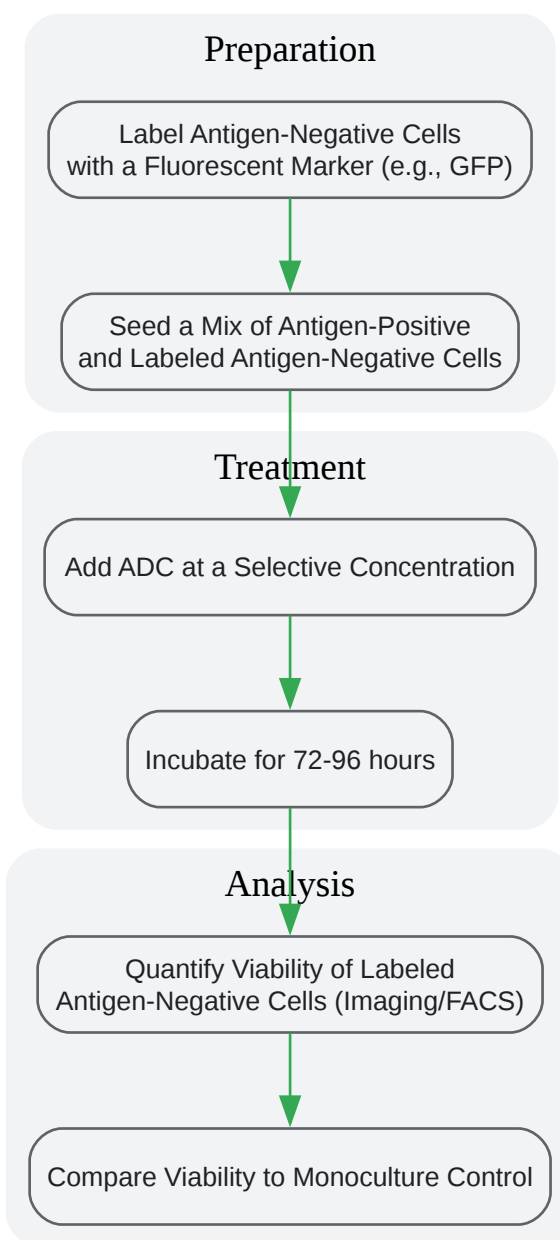 Preparation
Label Antigen-Negative Cells
with a Fluorescent Marker (e.g., GFP)
Seed a Mix of Antigen-Positive
and Labeled Antigen-Negative Cells
Treatment
Add ADC at a Selective Concentration
Incubate for 72-96 hours
Analysis
Quantify Viability of Labeled
Antigen-Negative Cells (Imaging/FACS)
Compare Viability to Monoculture Control